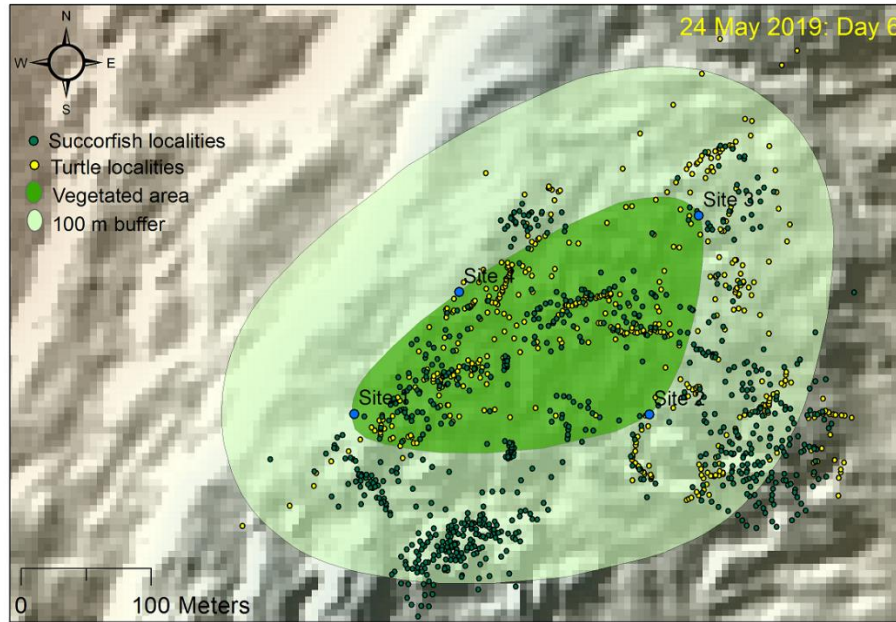 24 May 2019: Day 6
N
W
E
S
Succorfish localities
Turtle localities
Vegetated area
100 m buffer
Site 3
Site 4
Site 1
Site 2
0
100 Meters